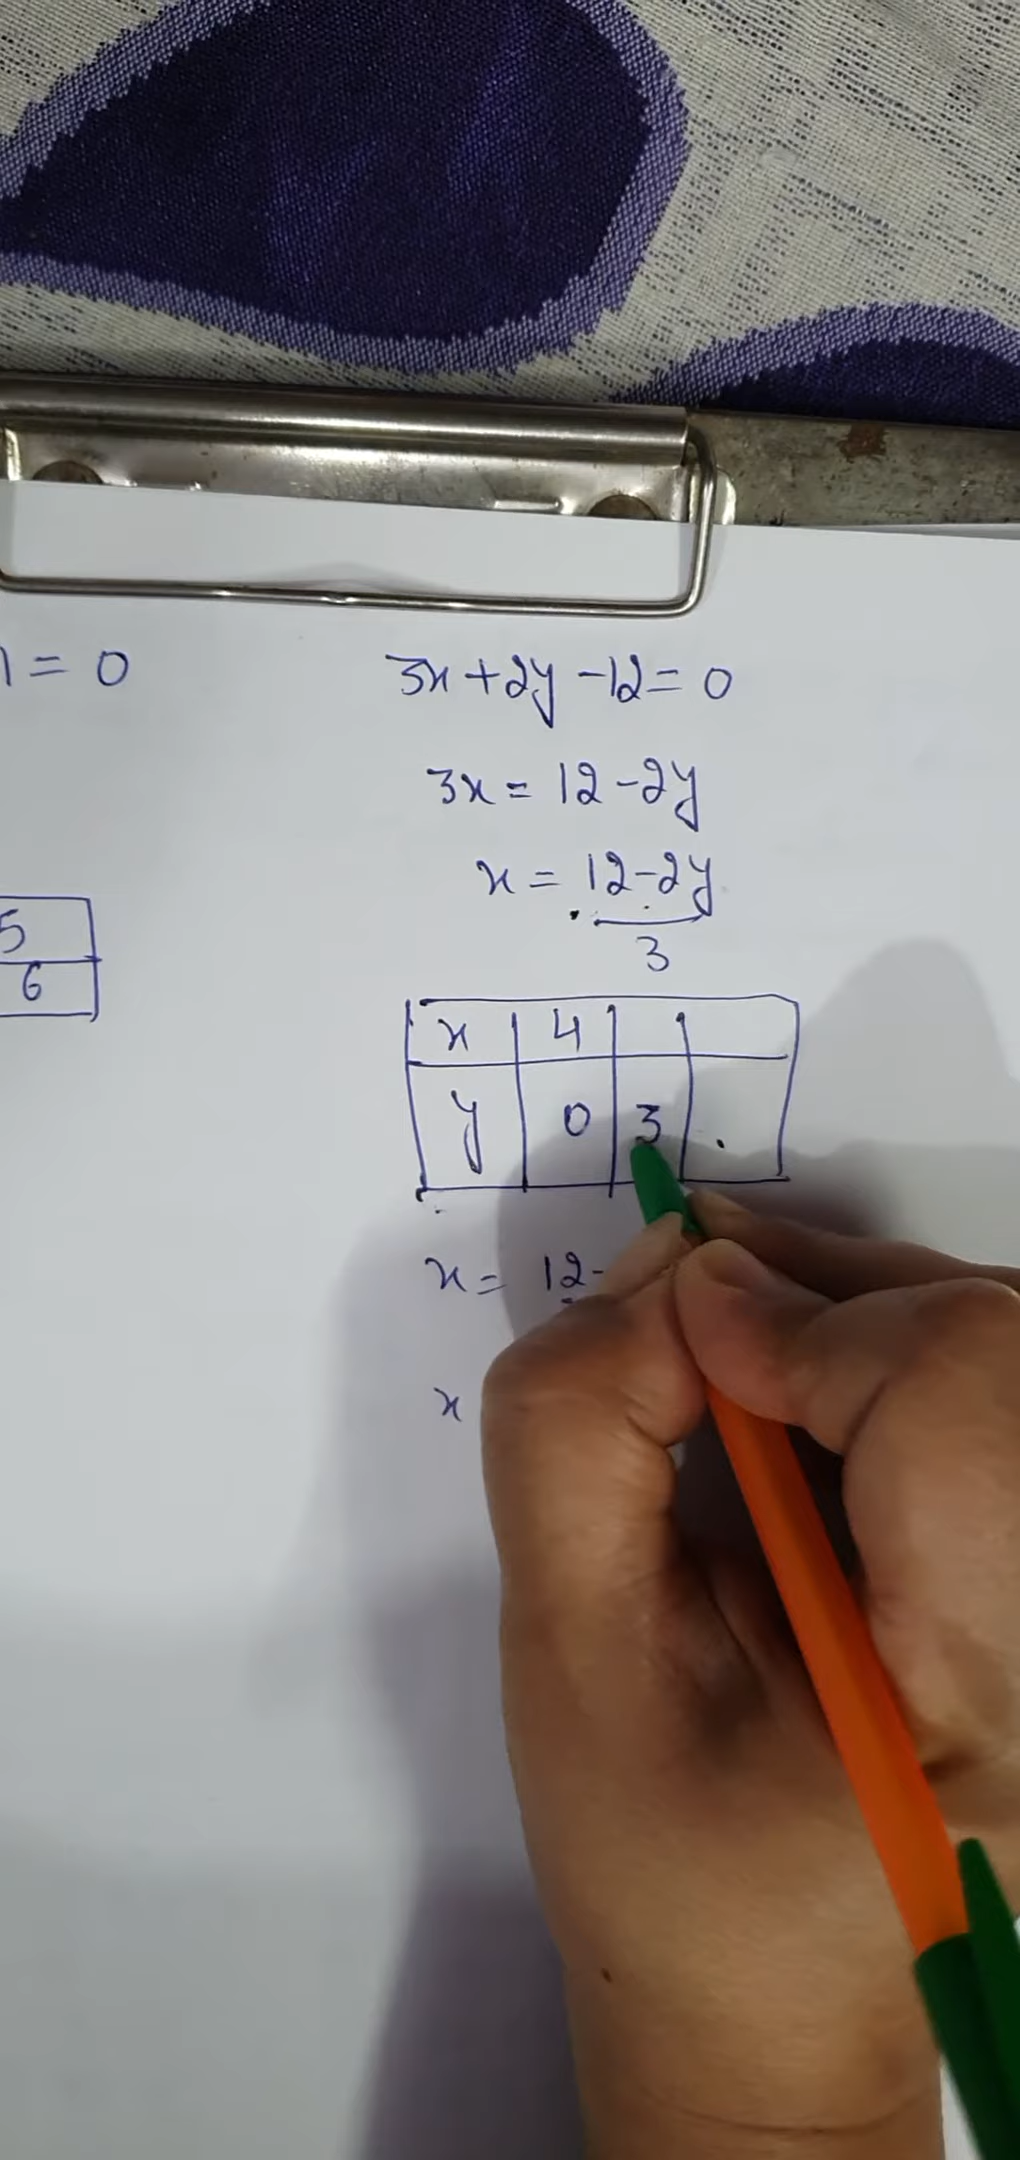 = 0
5
6
3x+2y-12=0
3x = 12-2y
x = 12-2y
3
x 4
y 0 3
x = 12-
x